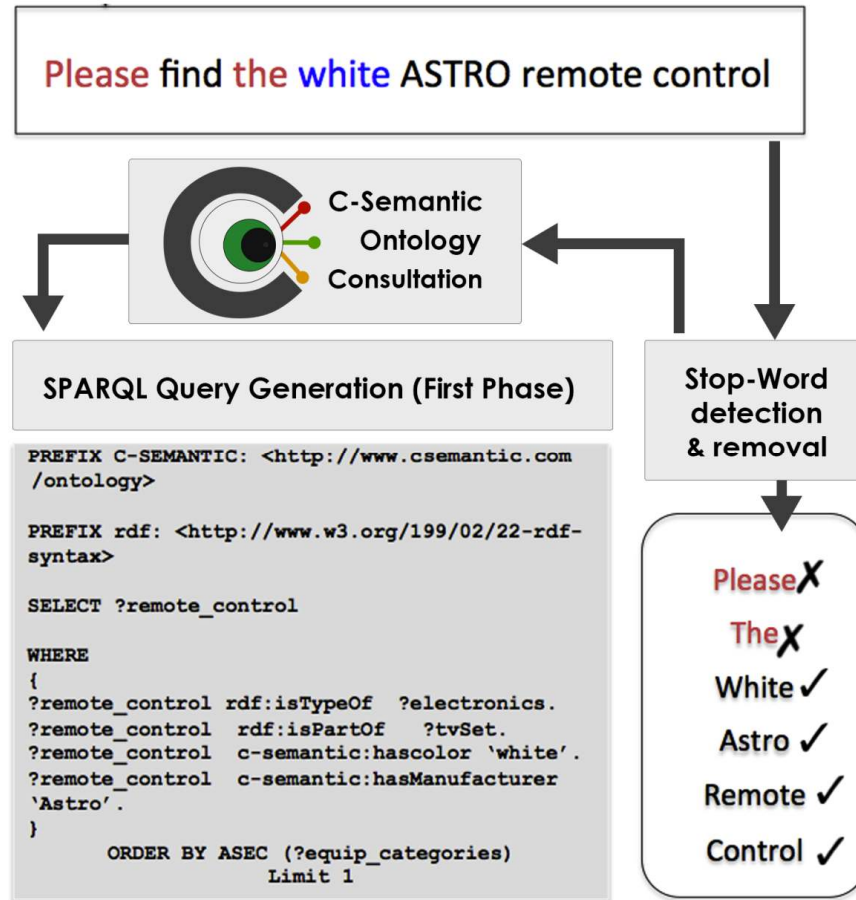 Please find the white ASTRO remote control
C-Semantic
Ontology
Consultation
SPARQL Query Generation (First Phase)
PREFIX C-SEMANTIC: <http://www.csemantic.com
/ontology>
PREFIX rdf: <http://www.w3.org/199/02/22-rdf-
syntax>
SELECT ?remote_control
WHERE
{
?remote_control rdf:isTypeOf ?electronics.
?remote_control rdf:isPartOf ?tvSet.
?remote_control c-semantic:hascolor ‘white’.
?remote_control c-semantic:hasManufacturer
‘Astro’.
}
ORDER BY ASEC (?equip_categories)
Limit 1
Stop-Word
detection
& removal
Please ✗
The ✗
White ✓
Astro ✓
Remote ✓
Control ✓